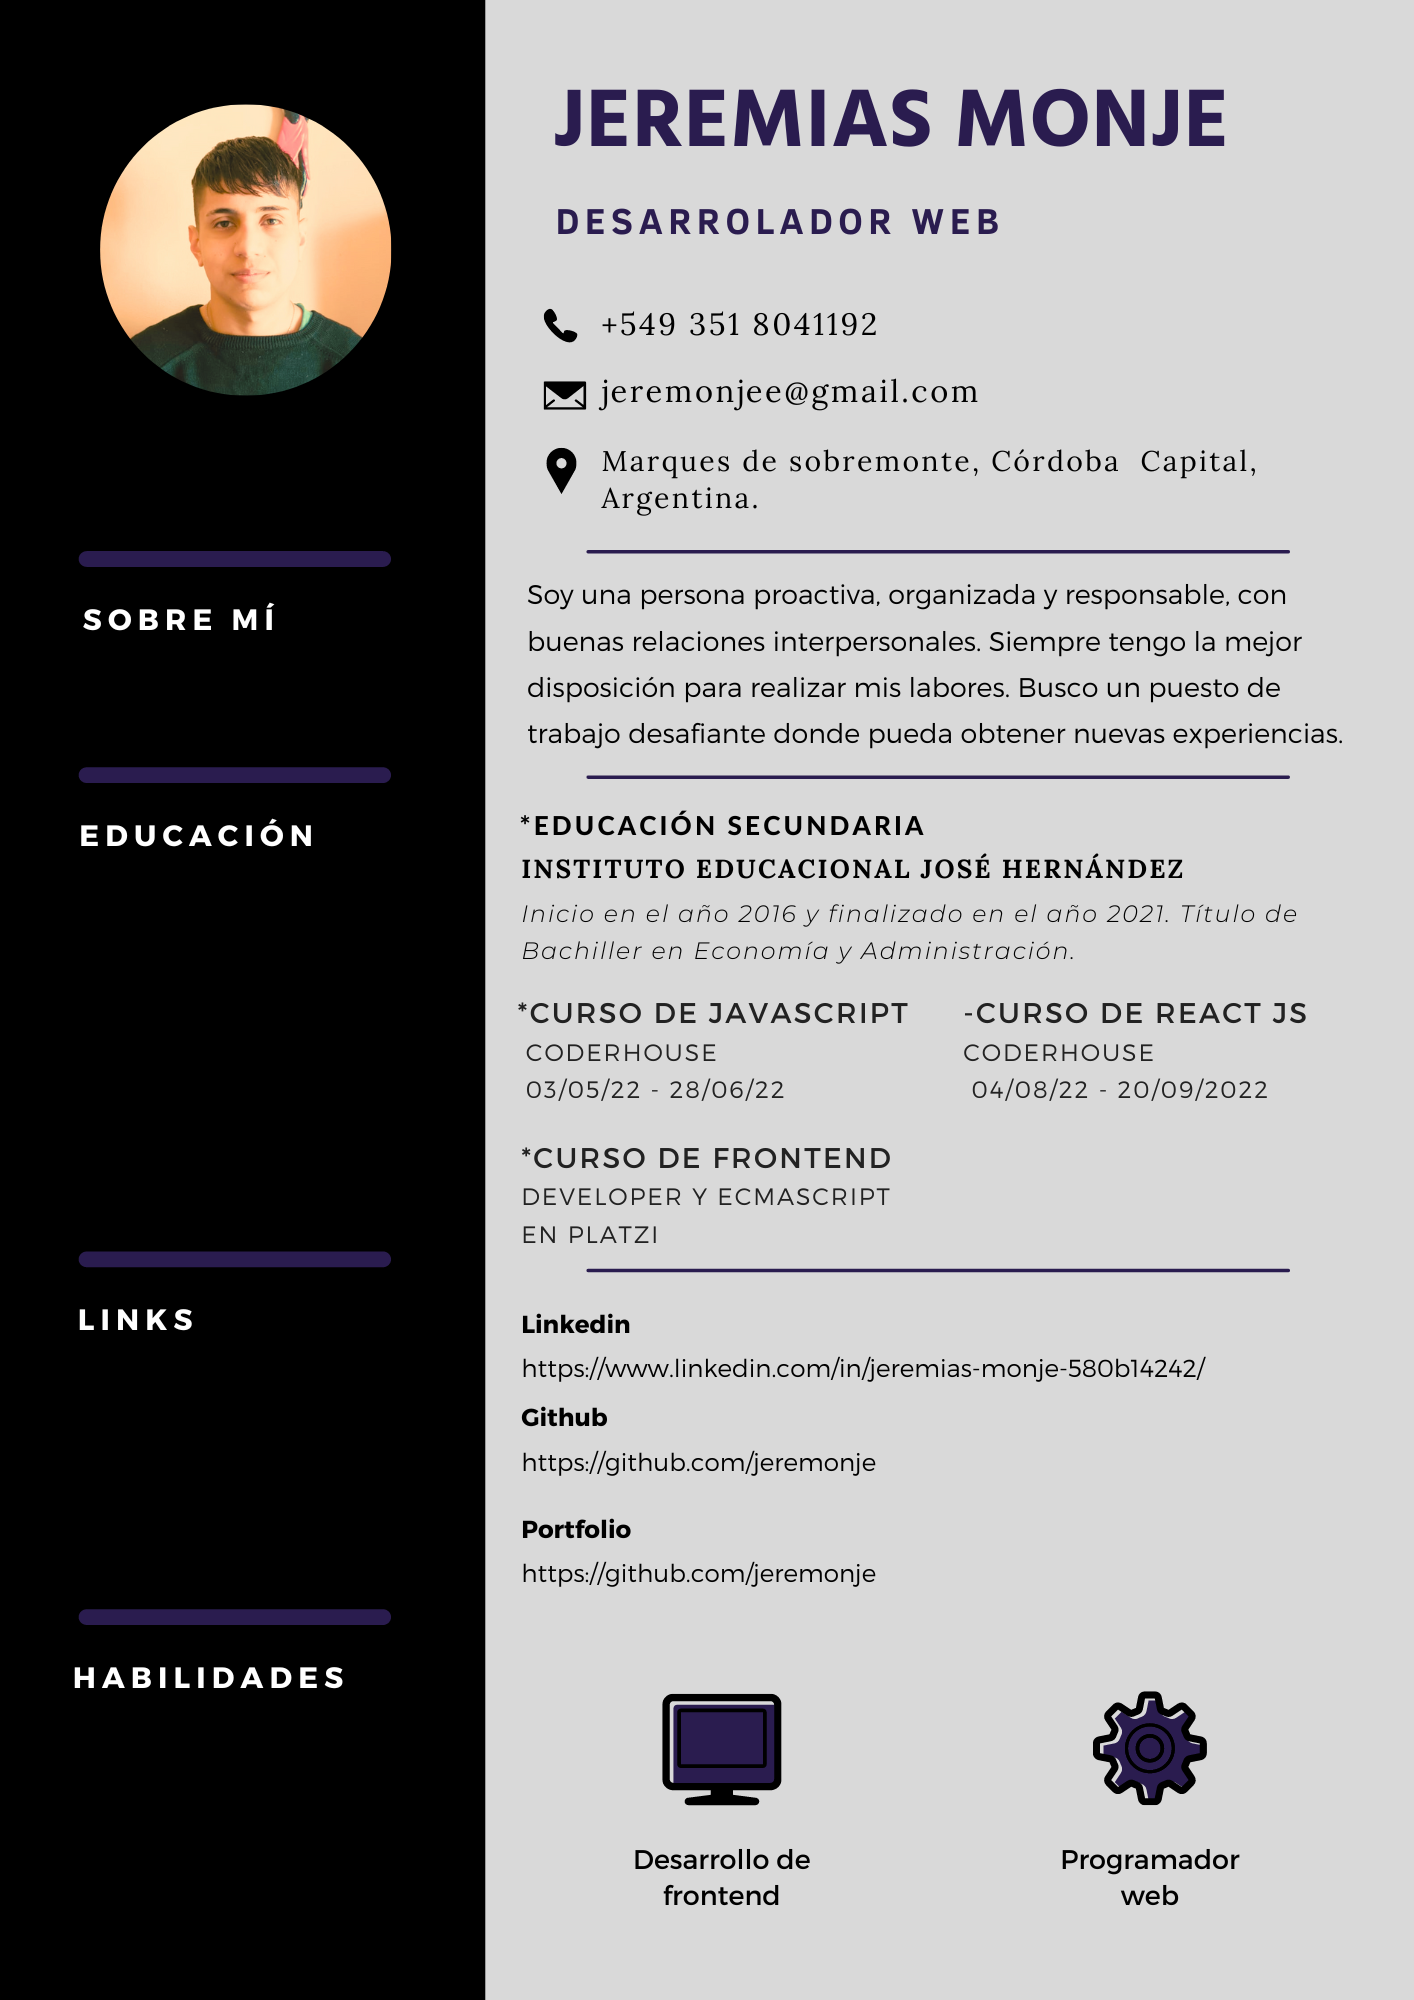 JEREMIAS MONJE
DESARROLADOR WEB
+549 351 8041192
jeremonjee@gmail.com
Marques de sobremonte, Córdoba  Capital,
Argentina.
SOBRE MÍ
Soy una persona proactiva, organizada y responsable, con
buenas relaciones interpersonales. Siempre tengo la mejor
disposición para realizar mis labores. Busco un puesto de
trabajo desafiante donde pueda obtener nuevas experiencias.
EDUCACIÓN
*EDUCACIÓN SECUNDARIA
INSTITUTO EDUCACIONAL JOSÉ HERNÁNDEZ
Inicio en el año 2016 y finalizado en el año 2021. Título de
Bachiller en Economía y Administración.
*CURSO DE JAVASCRIPT
CODERHOUSE
03/05/22 - 28/06/22
-CURSO DE REACT JS
CODERHOUSE
04/08/22 - 20/09/2022
*CURSO DE FRONTEND
DEVELOPER Y ECMASCRIPT
EN PLATZI
LINKS
Linkedin
https://www.linkedin.com/in/jeremias-monje-580b14242/
Github
https://github.com/jeremonje
Portfolio
https://github.com/jeremonje
HABILIDADES
Desarrollo de
frontend
Programador
web